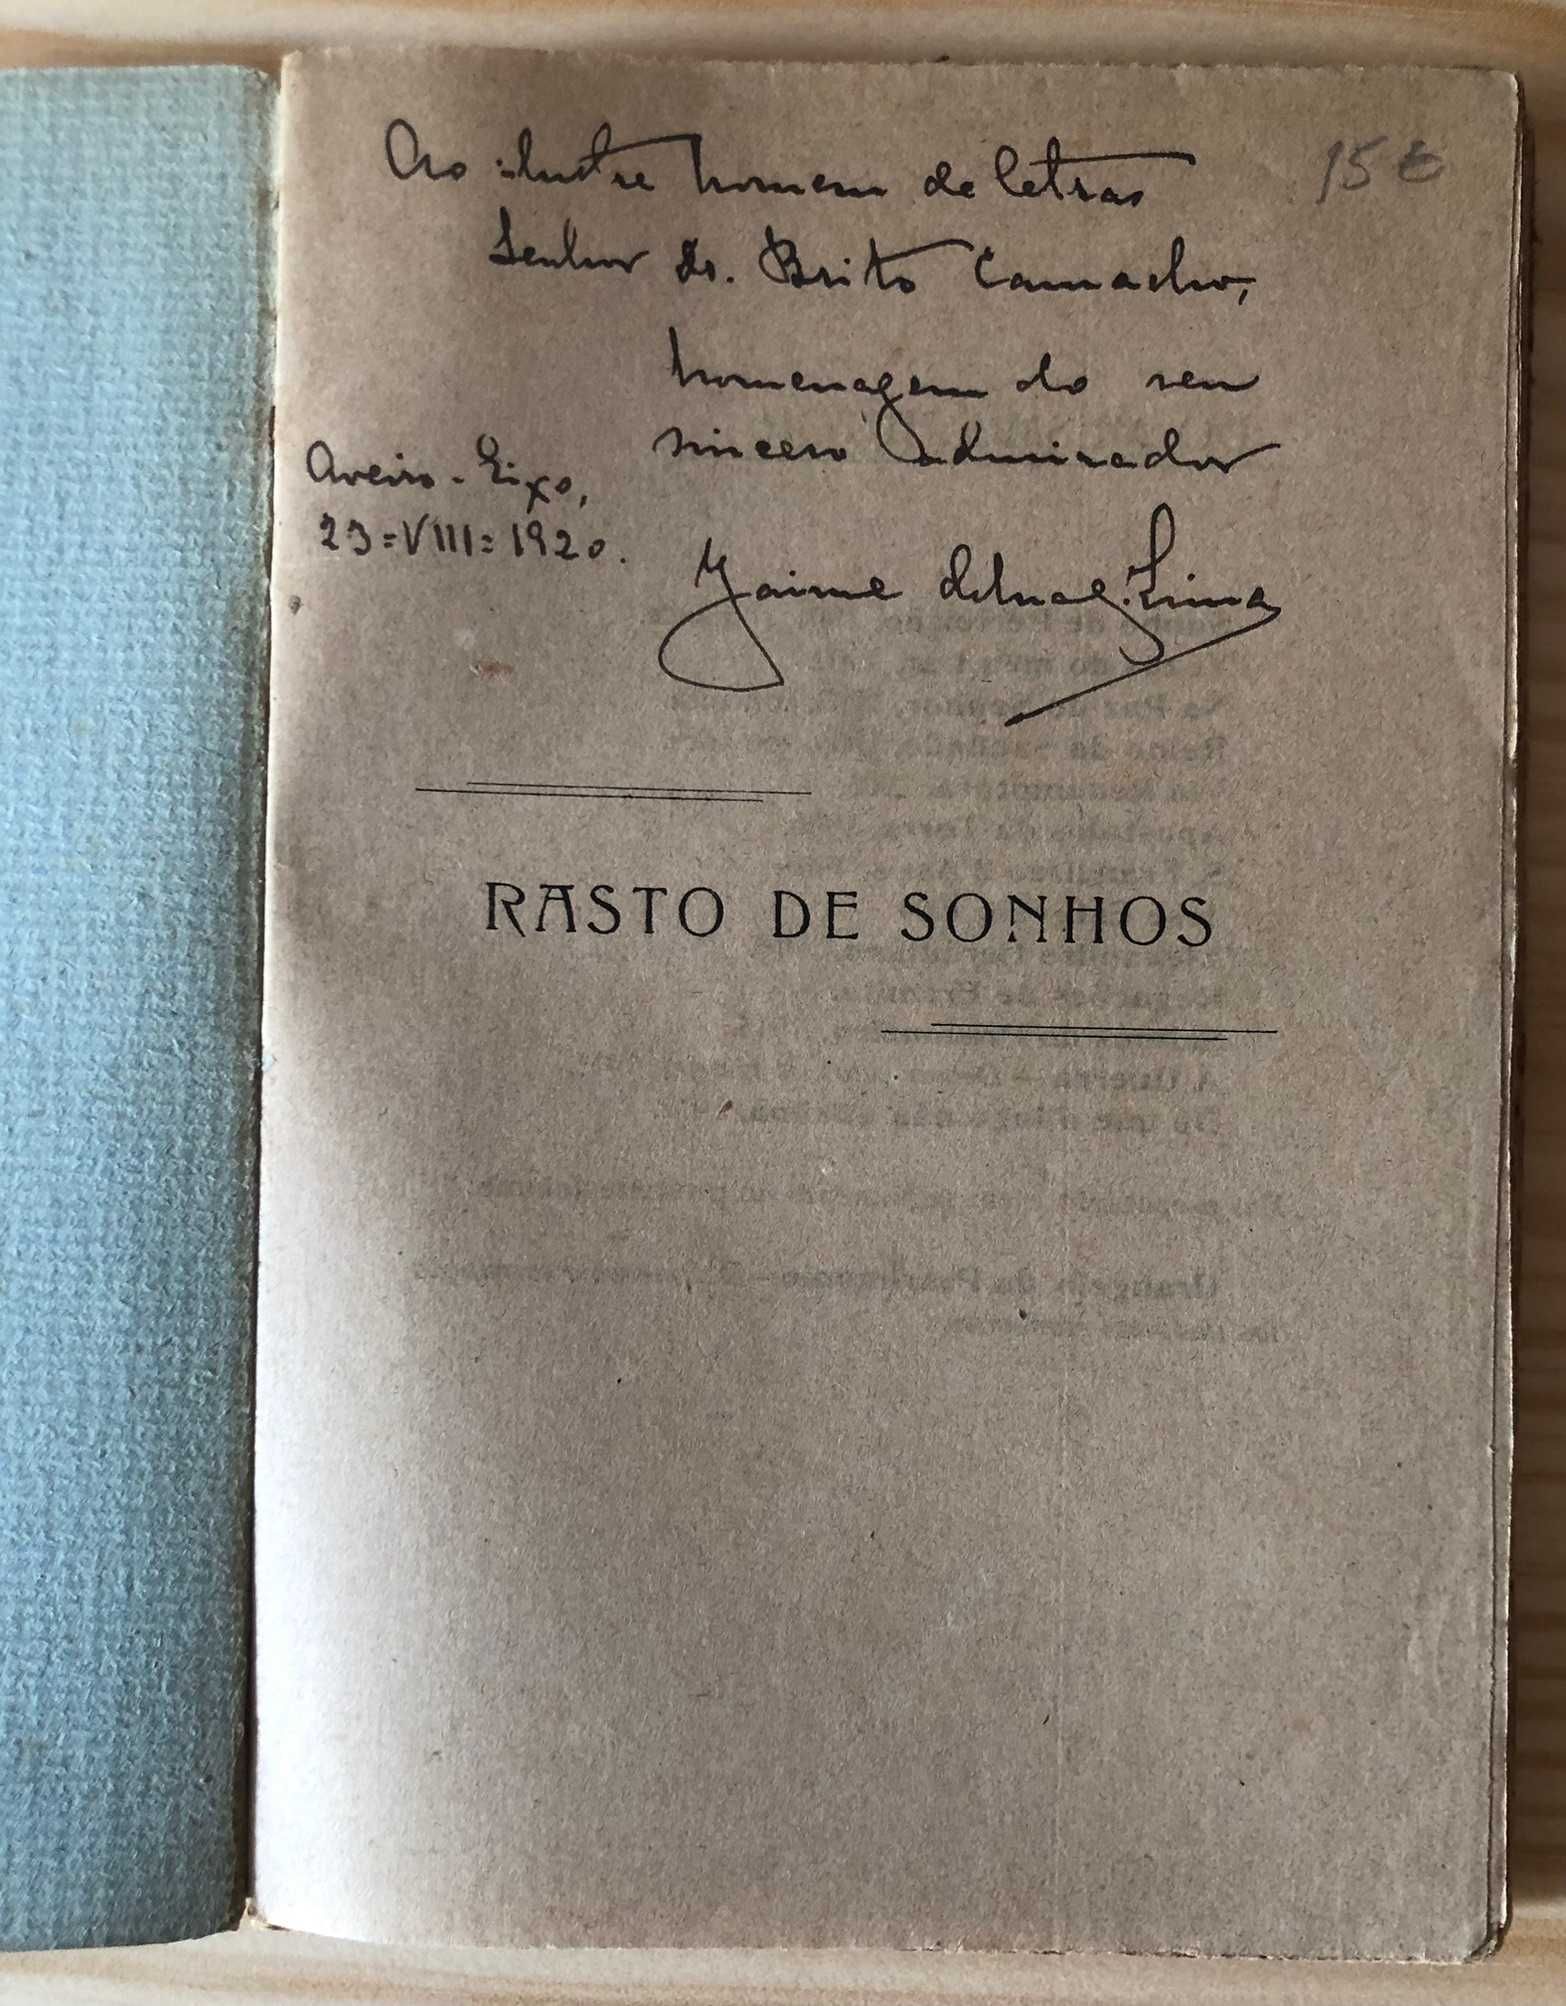 Ao ilustre homem de letras
15 €
Senhor Dr. Brito Camacho,
homenagem do seu
sincero admirador
Aveiro - Eixo,
23=VIII=1920.
Jaime de Mag. Lima
RASTO DE SONHOS